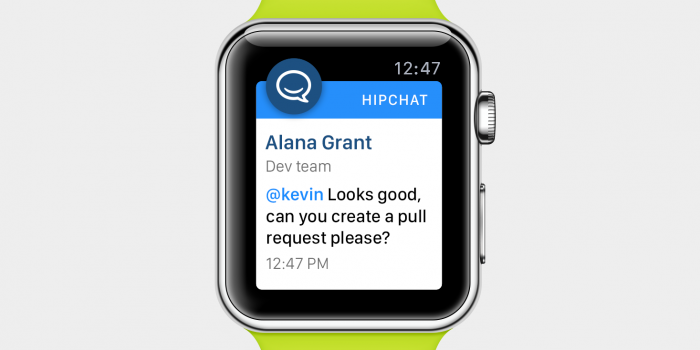 12:47
HIPCHAT
Alana Grant
Dev team
@kevin Looks good,
can you create a pull
request please?
12:47 PM